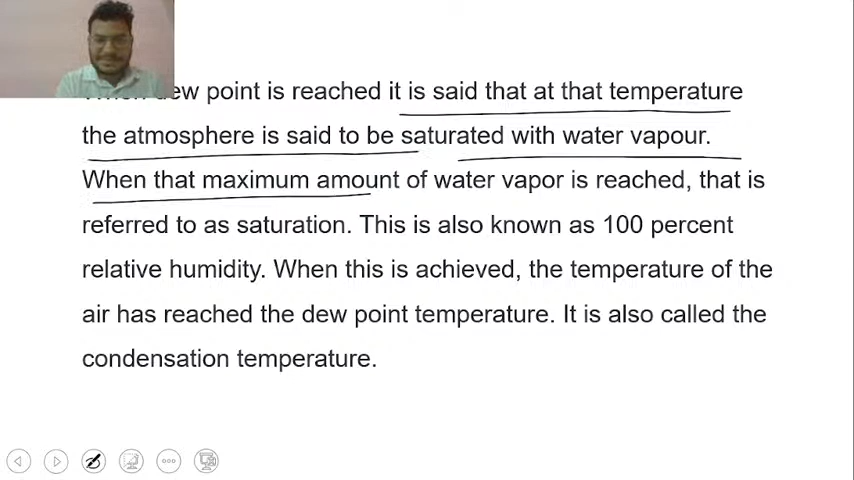 dew point is reached it is said that at that temperature
the atmosphere is said to be saturated with water vapour.
When that maximum amount of water vapor is reached, that is
referred to as saturation. This is also known as 100 percent
relative humidity. When this is achieved, the temperature of the
air has reached the dew point temperature. It is also called the
condensation temperature.